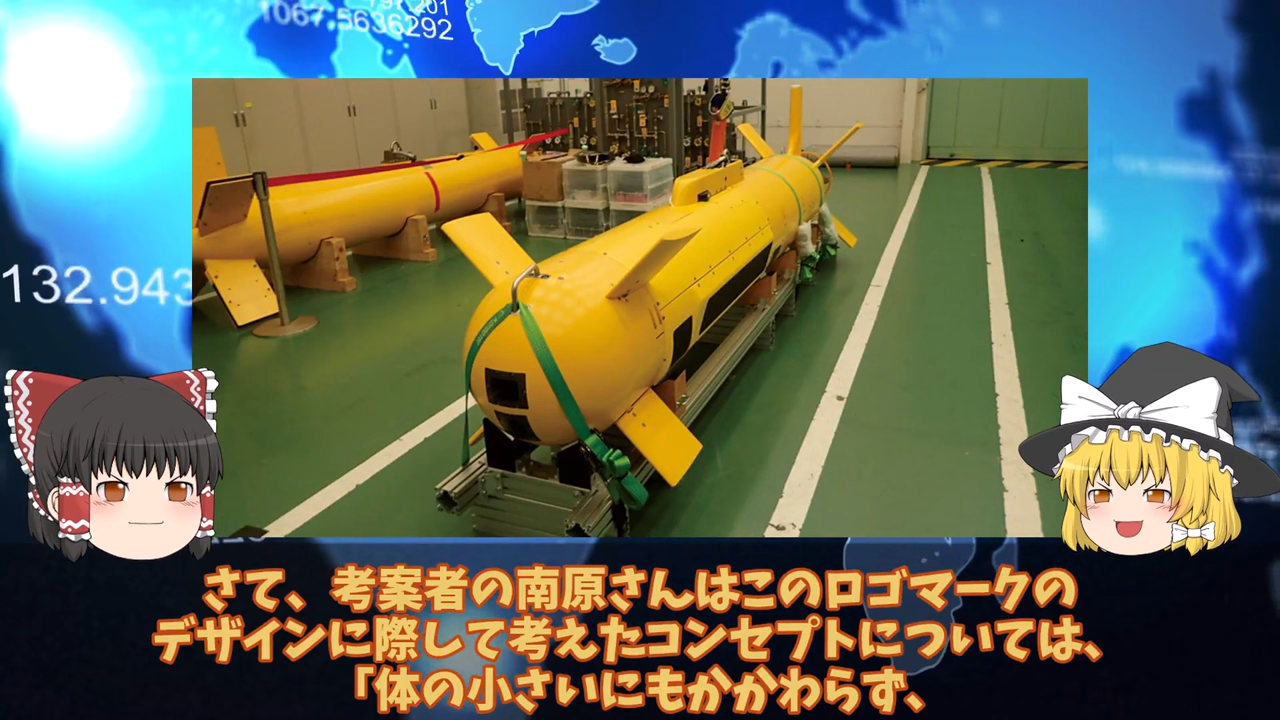 1067.5636292
132.943
さて、考案者の南原さんはこのロゴマークの
デザインに際して考えたコンセプトについては、
「体の小さいにもかかわらず、